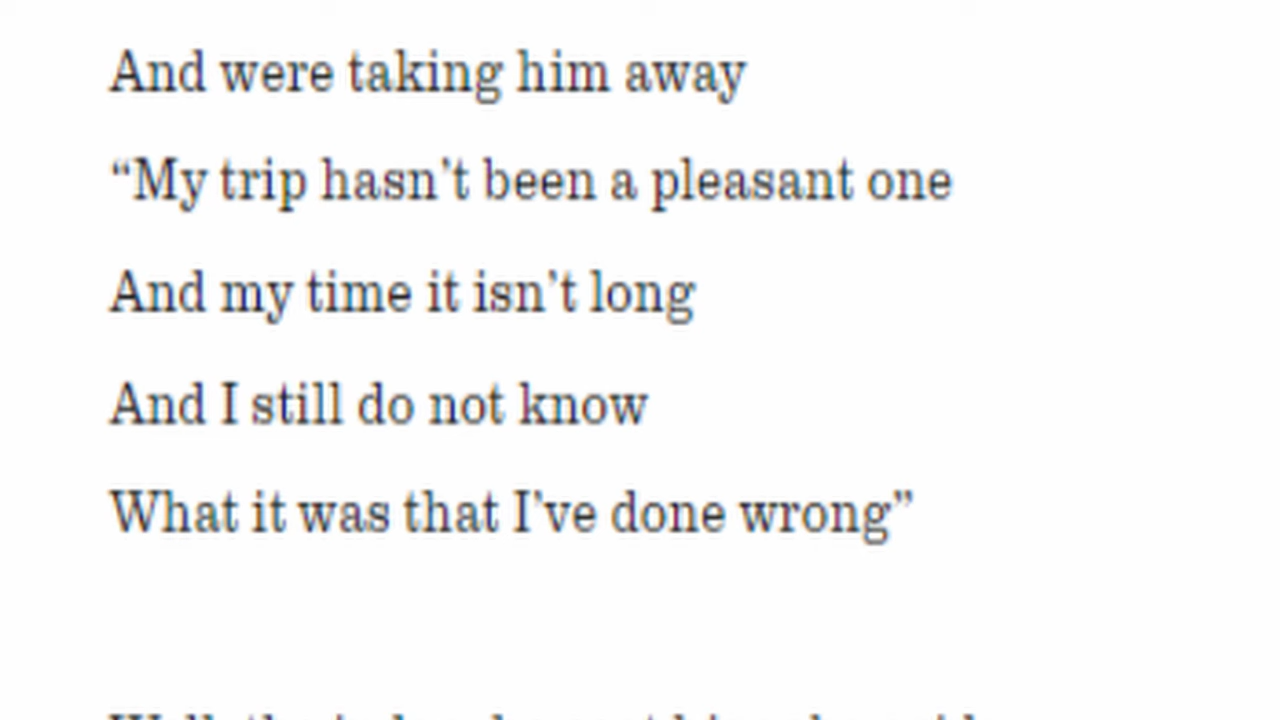 And were taking him away
“My trip hasn’t been a pleasant one
And my time it isn’t long
And I still do not know
What it was that I’ve done wrong”